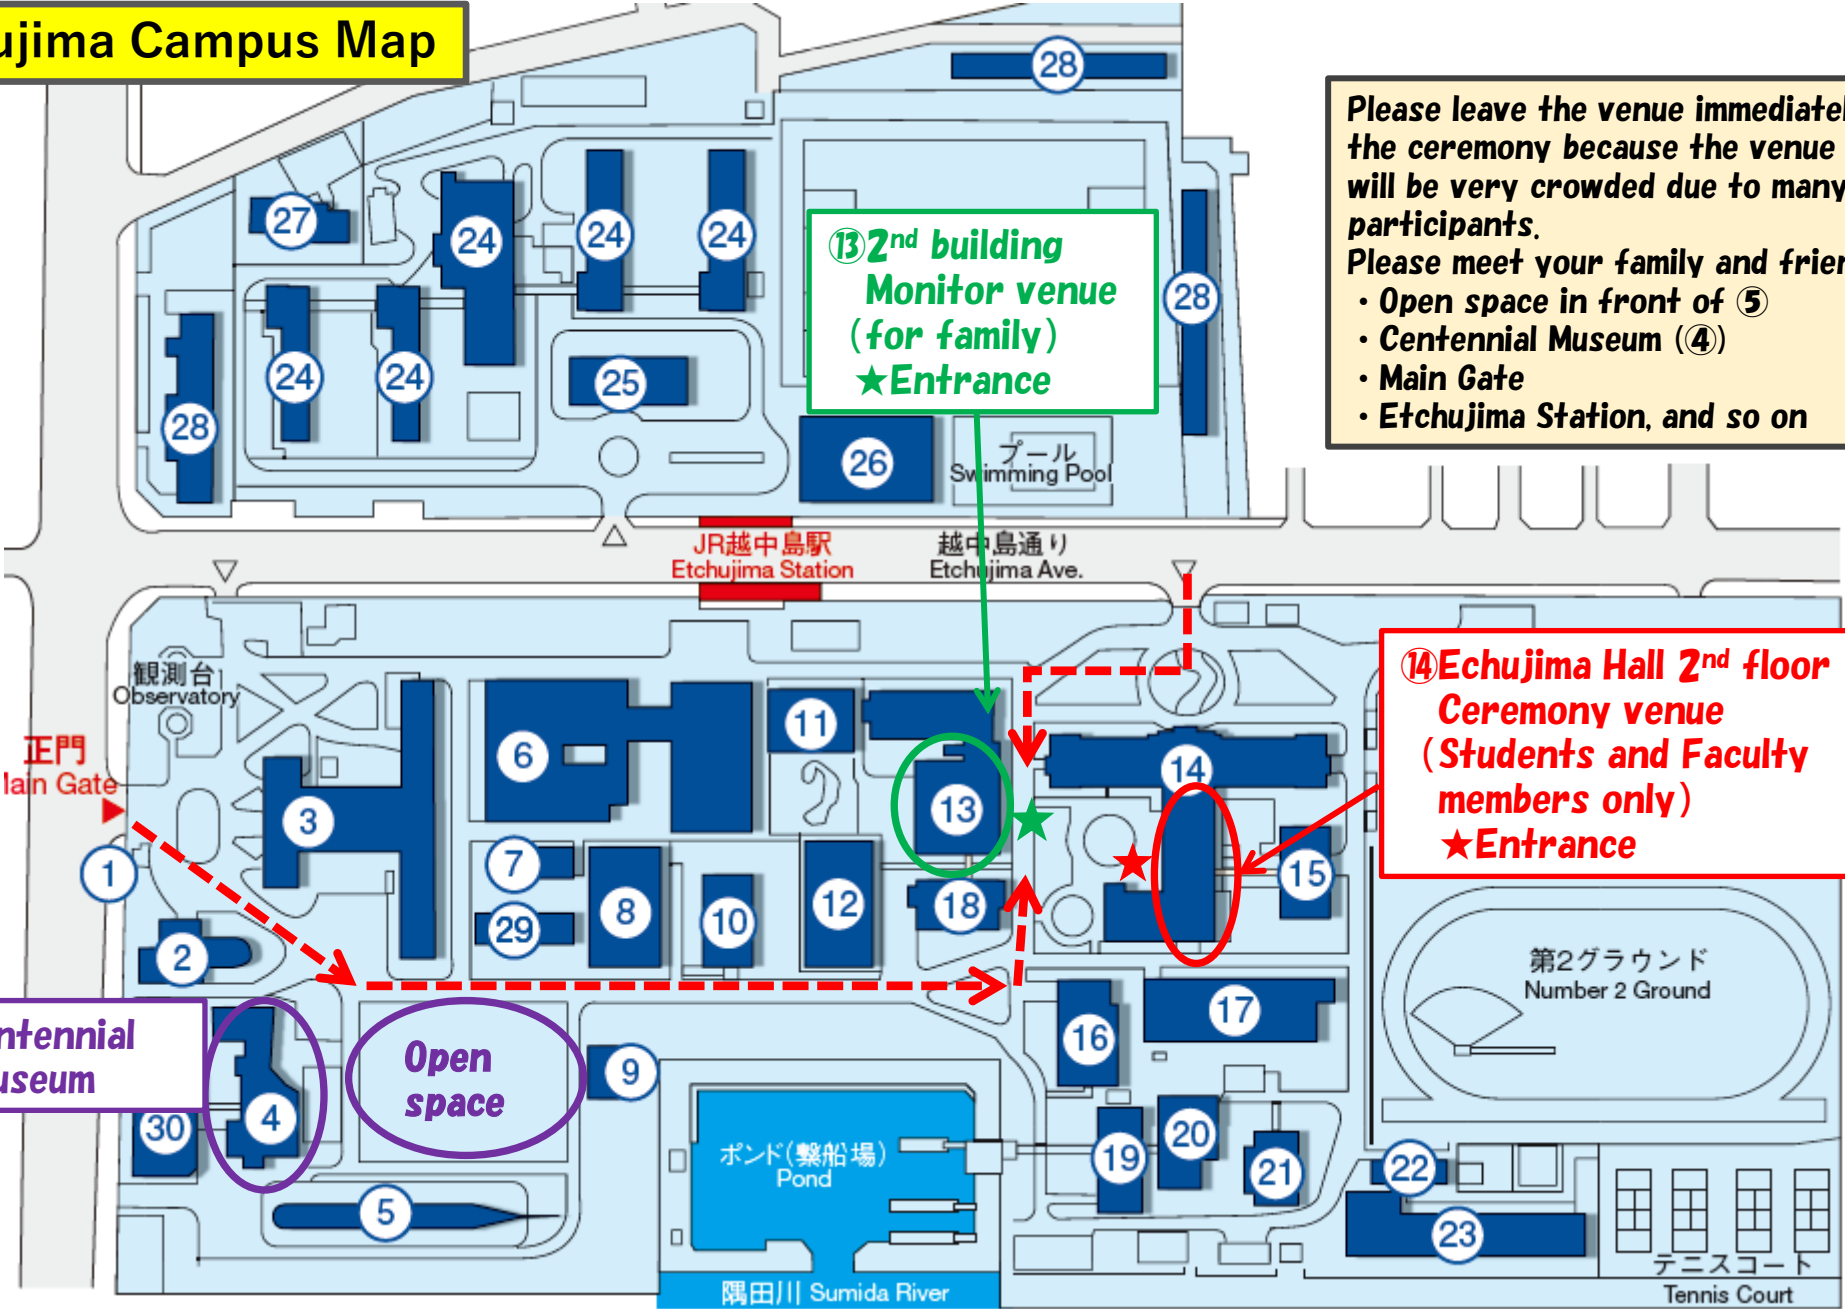 ujima Campus Map
28
Please leave the venue immediatel
the ceremony because the venue
will be very crowded due to many
participants.
Please meet your family and frien
・Open space in front of ⑤
・Centennial Museum (④)
・Main Gate
・Etchujima Station, and so on
27
24
24
24
28
⑬2nd building
Monitor venue
(for family)
★Entrance
24
24
25
28
26
プール
Swimming Pool
JR越中島駅
Etchujima Station
越中島通り
Etchujima Ave.
観測台
Observatory
正門
Main Gate
⑭Echujima Hall 2nd floor
Ceremony venue
(Students and Faculty
members only)
★Entrance
11
6
14
13
3
7
1
15
8
10
12
18
29
2
第2グラウンド
Number 2 Ground
17
16
ntennial
useum
Open
space
9
30
4
ポンド(繋船場)
Pond
19
20
21
22
5
23
隅田川 Sumida River
テニスコート
Tennis Court